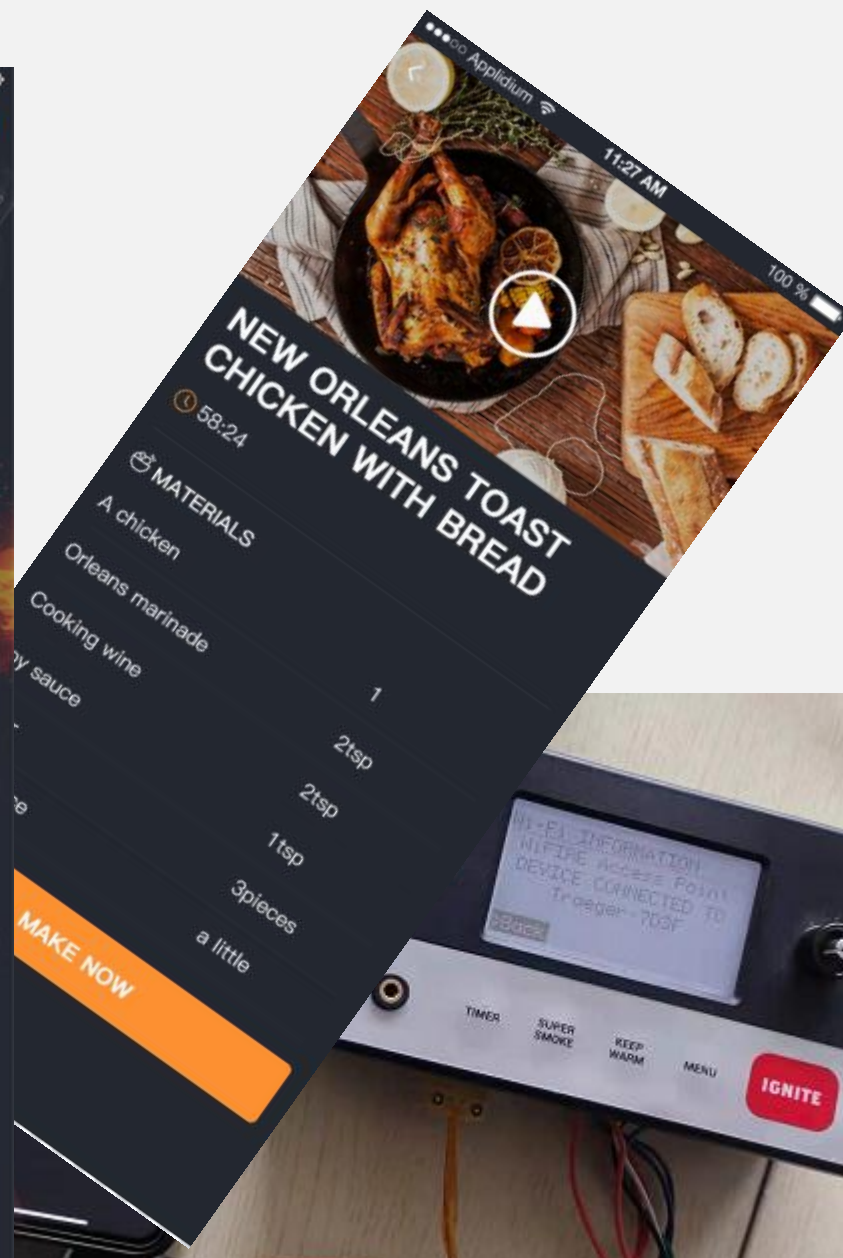 Applidium
11:27 AM
100 %
NEW ORLEANS TOAST
CHICKEN WITH BREAD
58:24
MATERIALS
A chicken 1
Orleans marinade 2tsp
Cooking wine 2tsp
sauce 1tsp
3pieces
a little
MAKE NOW
Wi-Fi INFORMATION
WiFIRE Access Point
DEVICE CONNECTED TO
Traeger-7D3F
>Back
TIMER
SUPER
SMOKE
KEEP
WARM
MENU
IGNITE